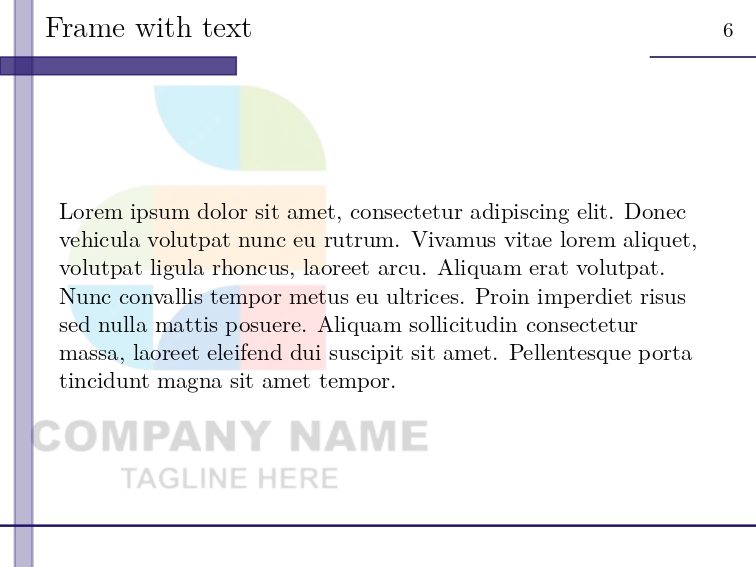 Frame with text
6
Lorem ipsum dolor sit amet, consectetur adipiscing elit. Donec
vehicula volutpat nunc eu rutrum. Vivamus vitae lorem aliquet,
volutpat ligula rhoncus, laoreet arcu. Aliquam erat volutpat.
Nunc convallis tempor metus eu ultrices. Proin imperdiet risus
sed nulla mattis posuere. Aliquam sollicitudin consectetur
massa, laoreet eleifend dui suscipit sit amet. Pellentesque porta
tincidunt magna sit amet tempor.
COMPANY NAME
TAGLINE HERE